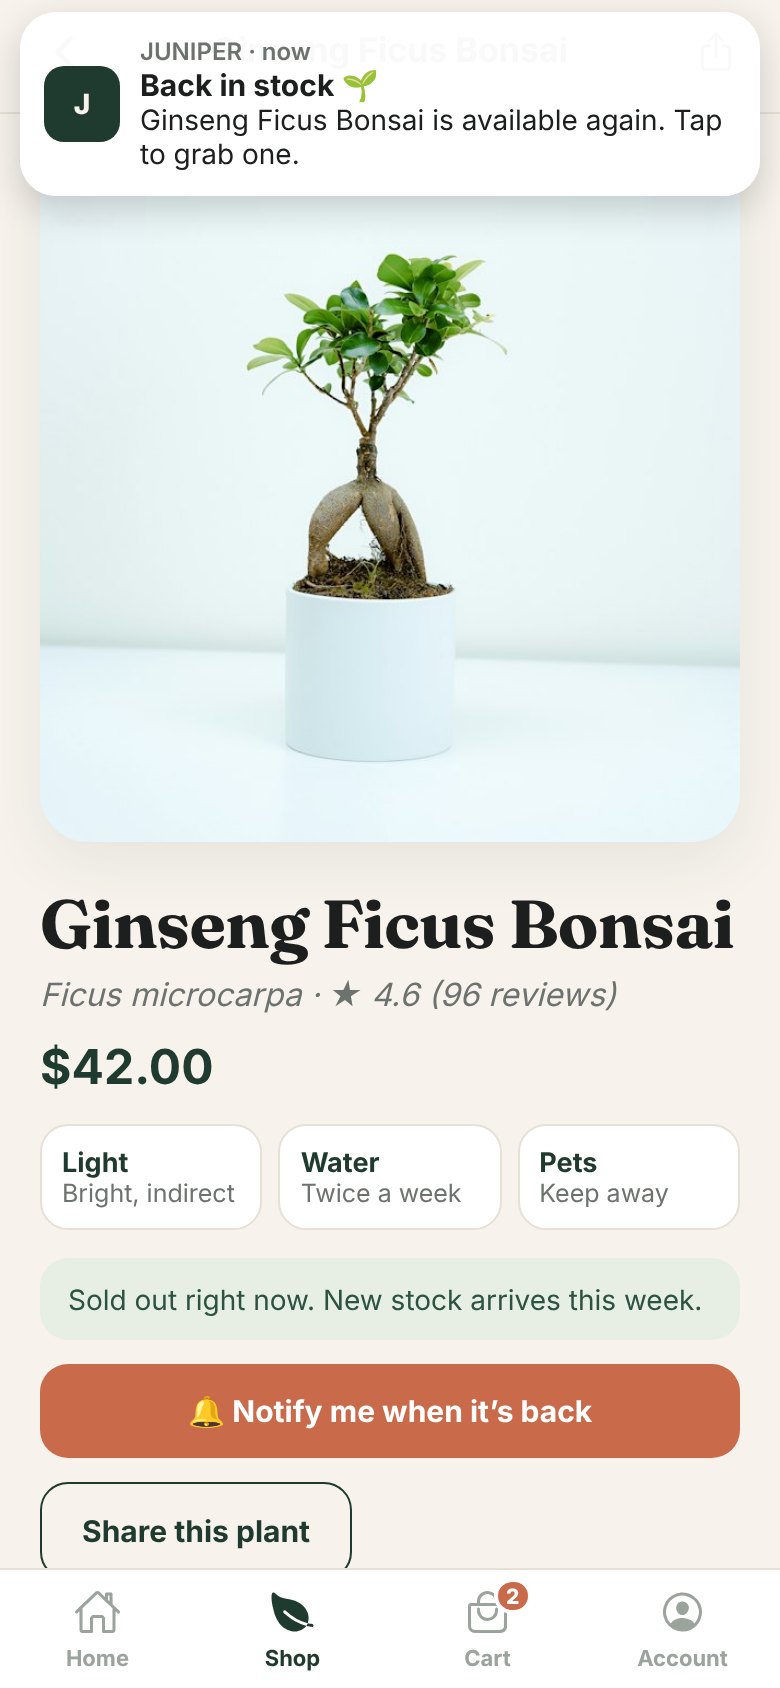 JUNIPER · now
J
Back in stock 🌱
Ginseng Ficus Bonsai is available again. Tap
to grab one.
Ginseng Ficus Bonsai
Ficus microcarpa · ★ 4.6 (96 reviews)
$42.00
Light
Bright, indirect
Water
Twice a week
Pets
Keep away
Sold out right now. New stock arrives this week.
🔔 Notify me when it’s back
Share this plant
2
Home
Shop
Cart
Account